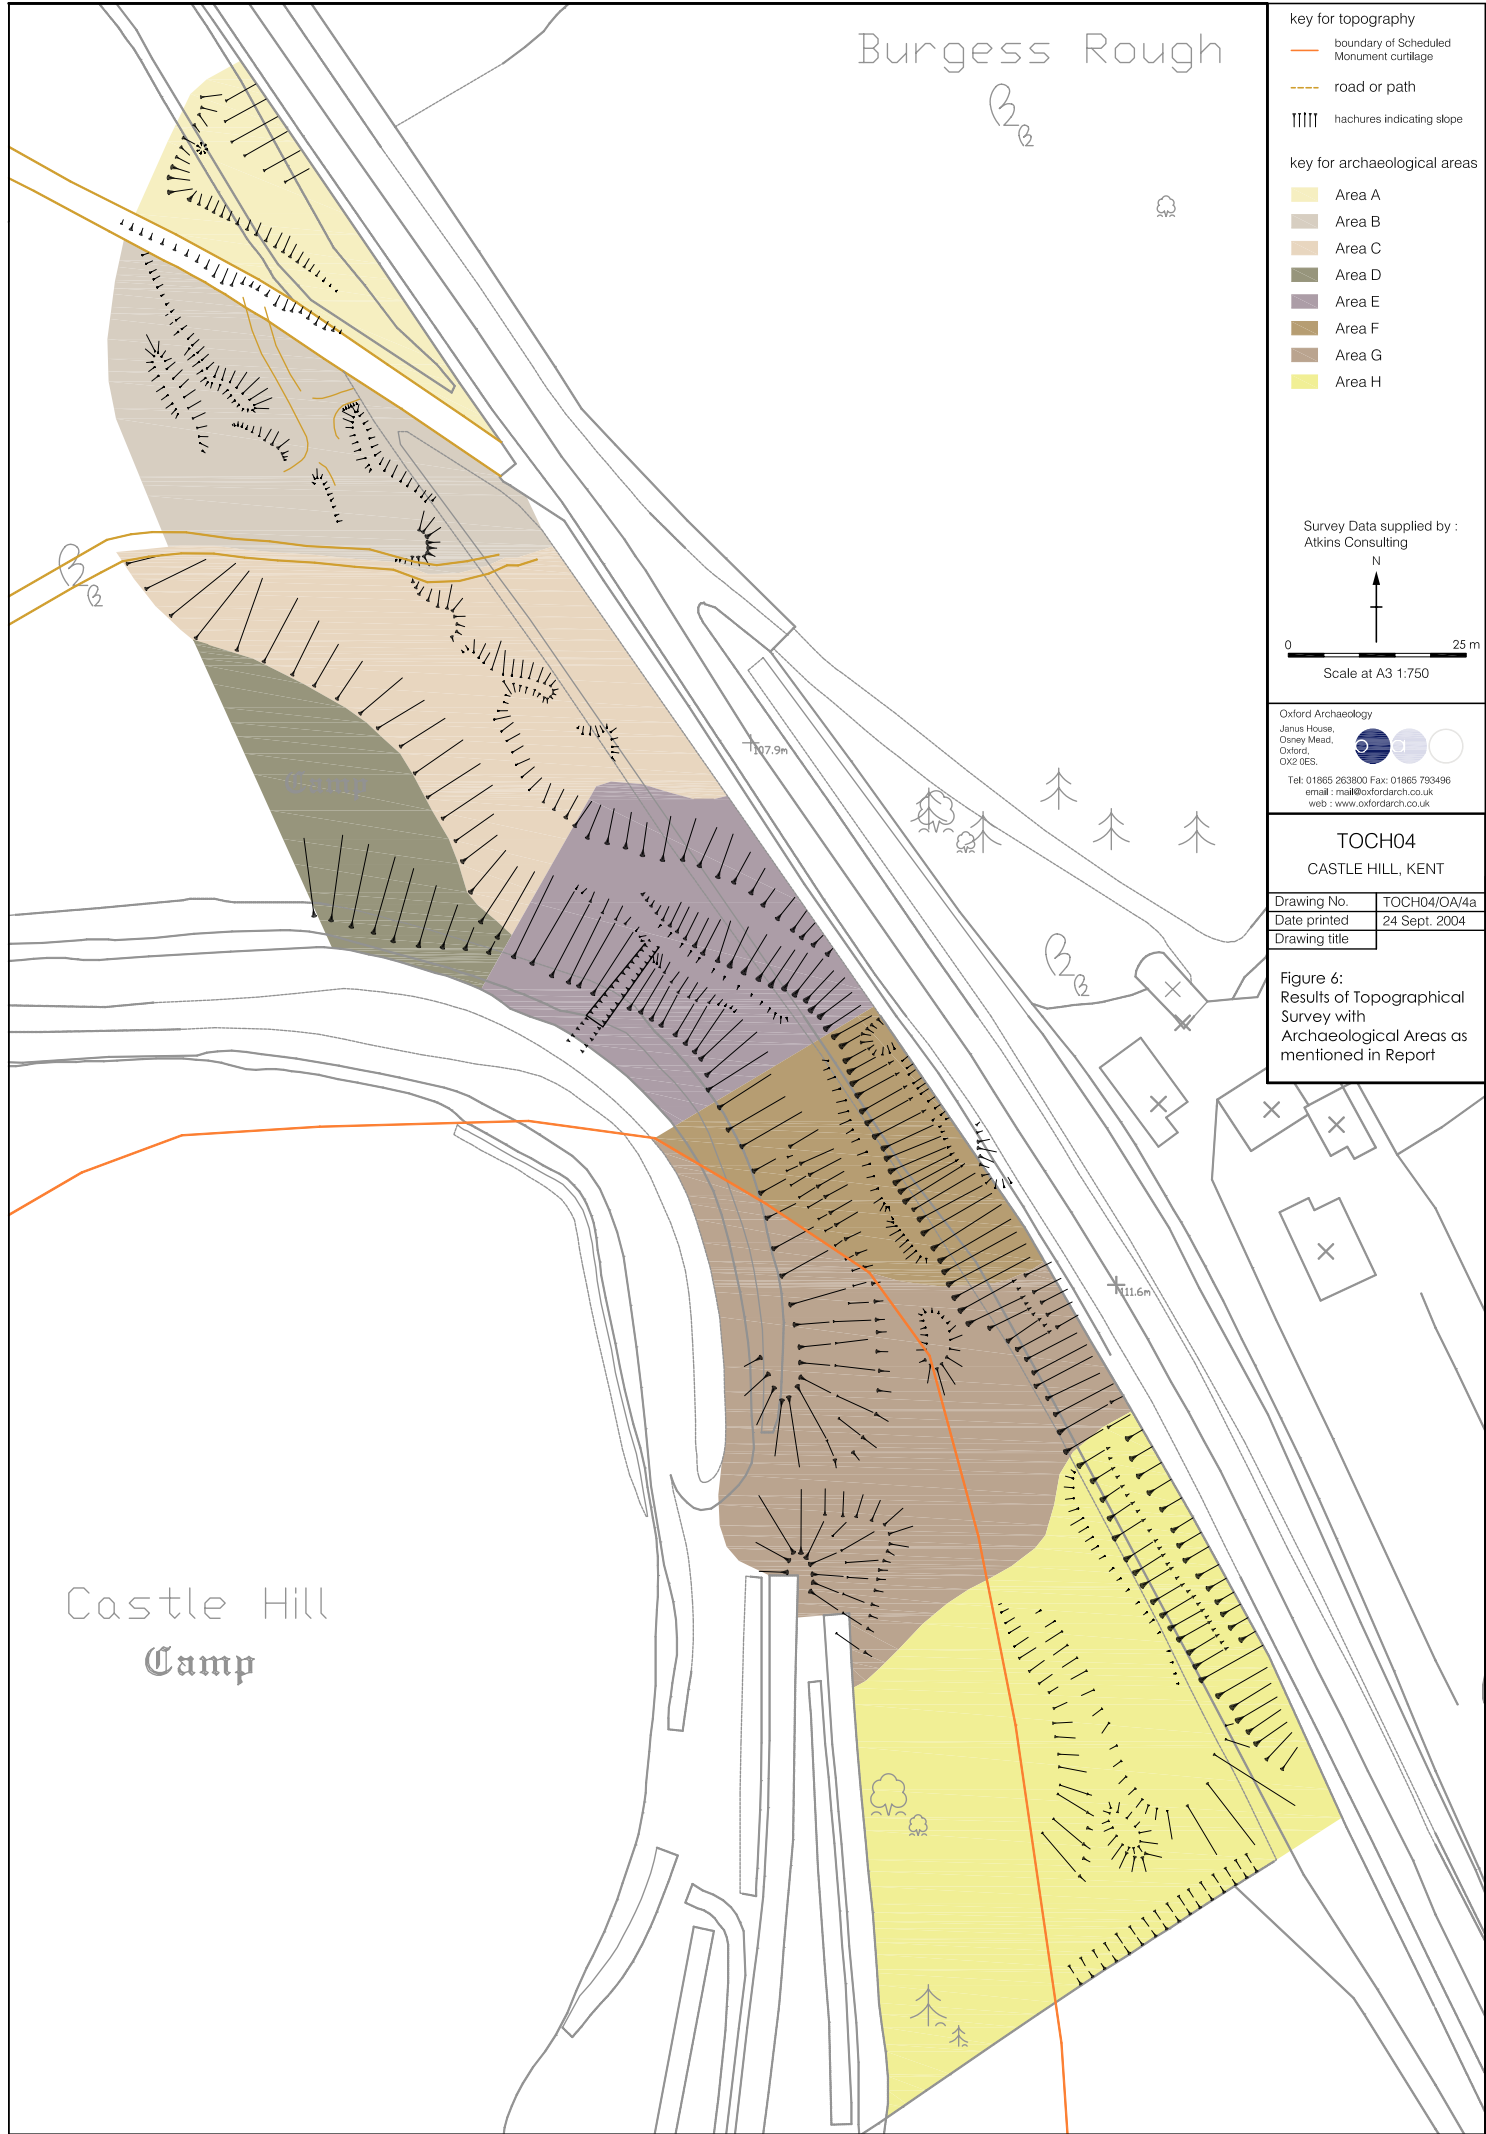 Burgess Rough
Camp
107.9m
111.6m
Castle Hill
Camp
key for topography
boundary of Scheduled
Monument curtilage
road or path
hachures indicating slope
key for archaeological areas
Area A
Area B
Area C
Area D
Area E
Area F
Area G
Area H
Survey Data supplied by :
Atkins Consulting
N
0 25 m
Scale at A3 1:750
Oxford Archaeology
Janus House,
Osney Mead,
Oxford,
OX2 0ES.
oa
Tel: 01865 263800 Fax: 01865 793496
email : mail@oxfordarch.co.uk
web : www.oxfordarch.co.uk
TOCH04
CASTLE HILL, KENT
Drawing No. TOCH04/OA/4a
Date printed 24 Sept. 2004
Drawing title
Figure 6:
Results of Topographical
Survey with
Archaeological Areas as
mentioned in Report